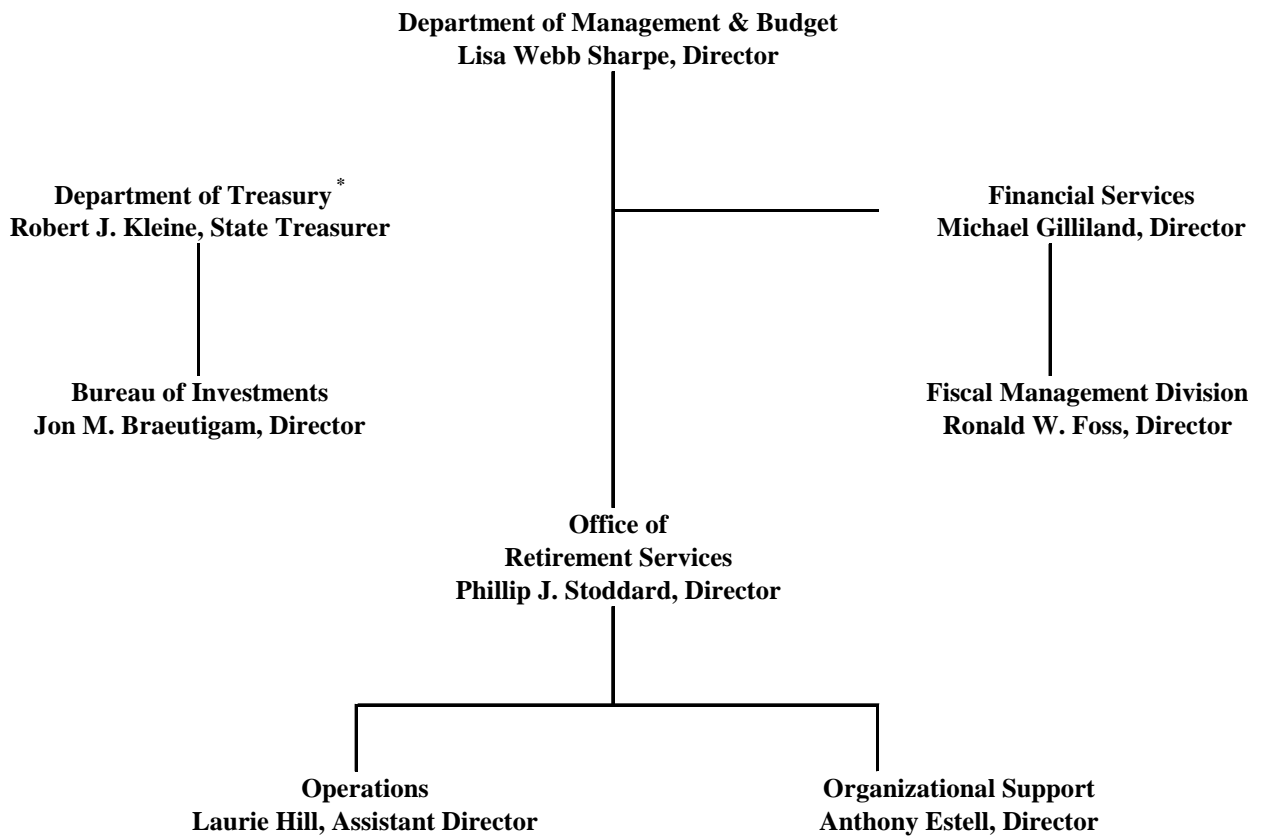 Department of Management & Budget
Lisa Webb Sharpe, Director
Department of Treasury *
Robert J. Kleine, State Treasurer
Financial Services
Michael Gilliland, Director
Bureau of Investments
Jon M. Braeutigam, Director
Fiscal Management Division
Ronald W. Foss, Director
Office of
Retirement Services
Phillip J. Stoddard, Director
Operations
Laurie Hill, Assistant Director
Organizational Support
Anthony Estell, Director